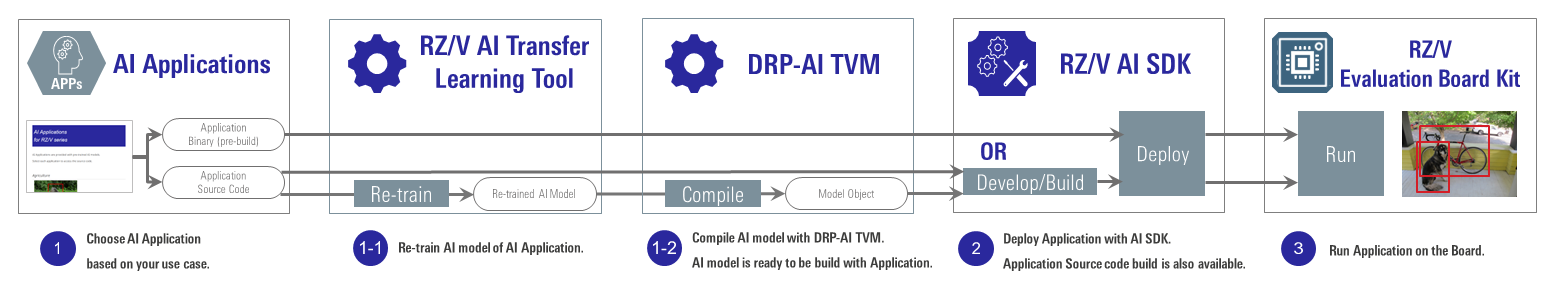 APPs
AI Applications
AI Applications
for RZ/V series
Agriculture
Application
Binary (pre-build)
Application
Source Code
RZ/V AI Transfer
Learning Tool
Re-train
Re-trained AI Model
DRP-AI TVM
Compile
Model Object
RZ/V AI SDK
OR
Develop/Build
Deploy
RZ/V
Evaluation Board Kit
Run
1
Choose AI Application
based on your use case.
1-1
Re-train AI model of AI Application.
1-2
Compile AI model with DRP-AI TVM.
AI model is ready to be build with Application.
2
Deploy Application with AI SDK.
Application Source code build is also available.
3
Run Application on the Board.